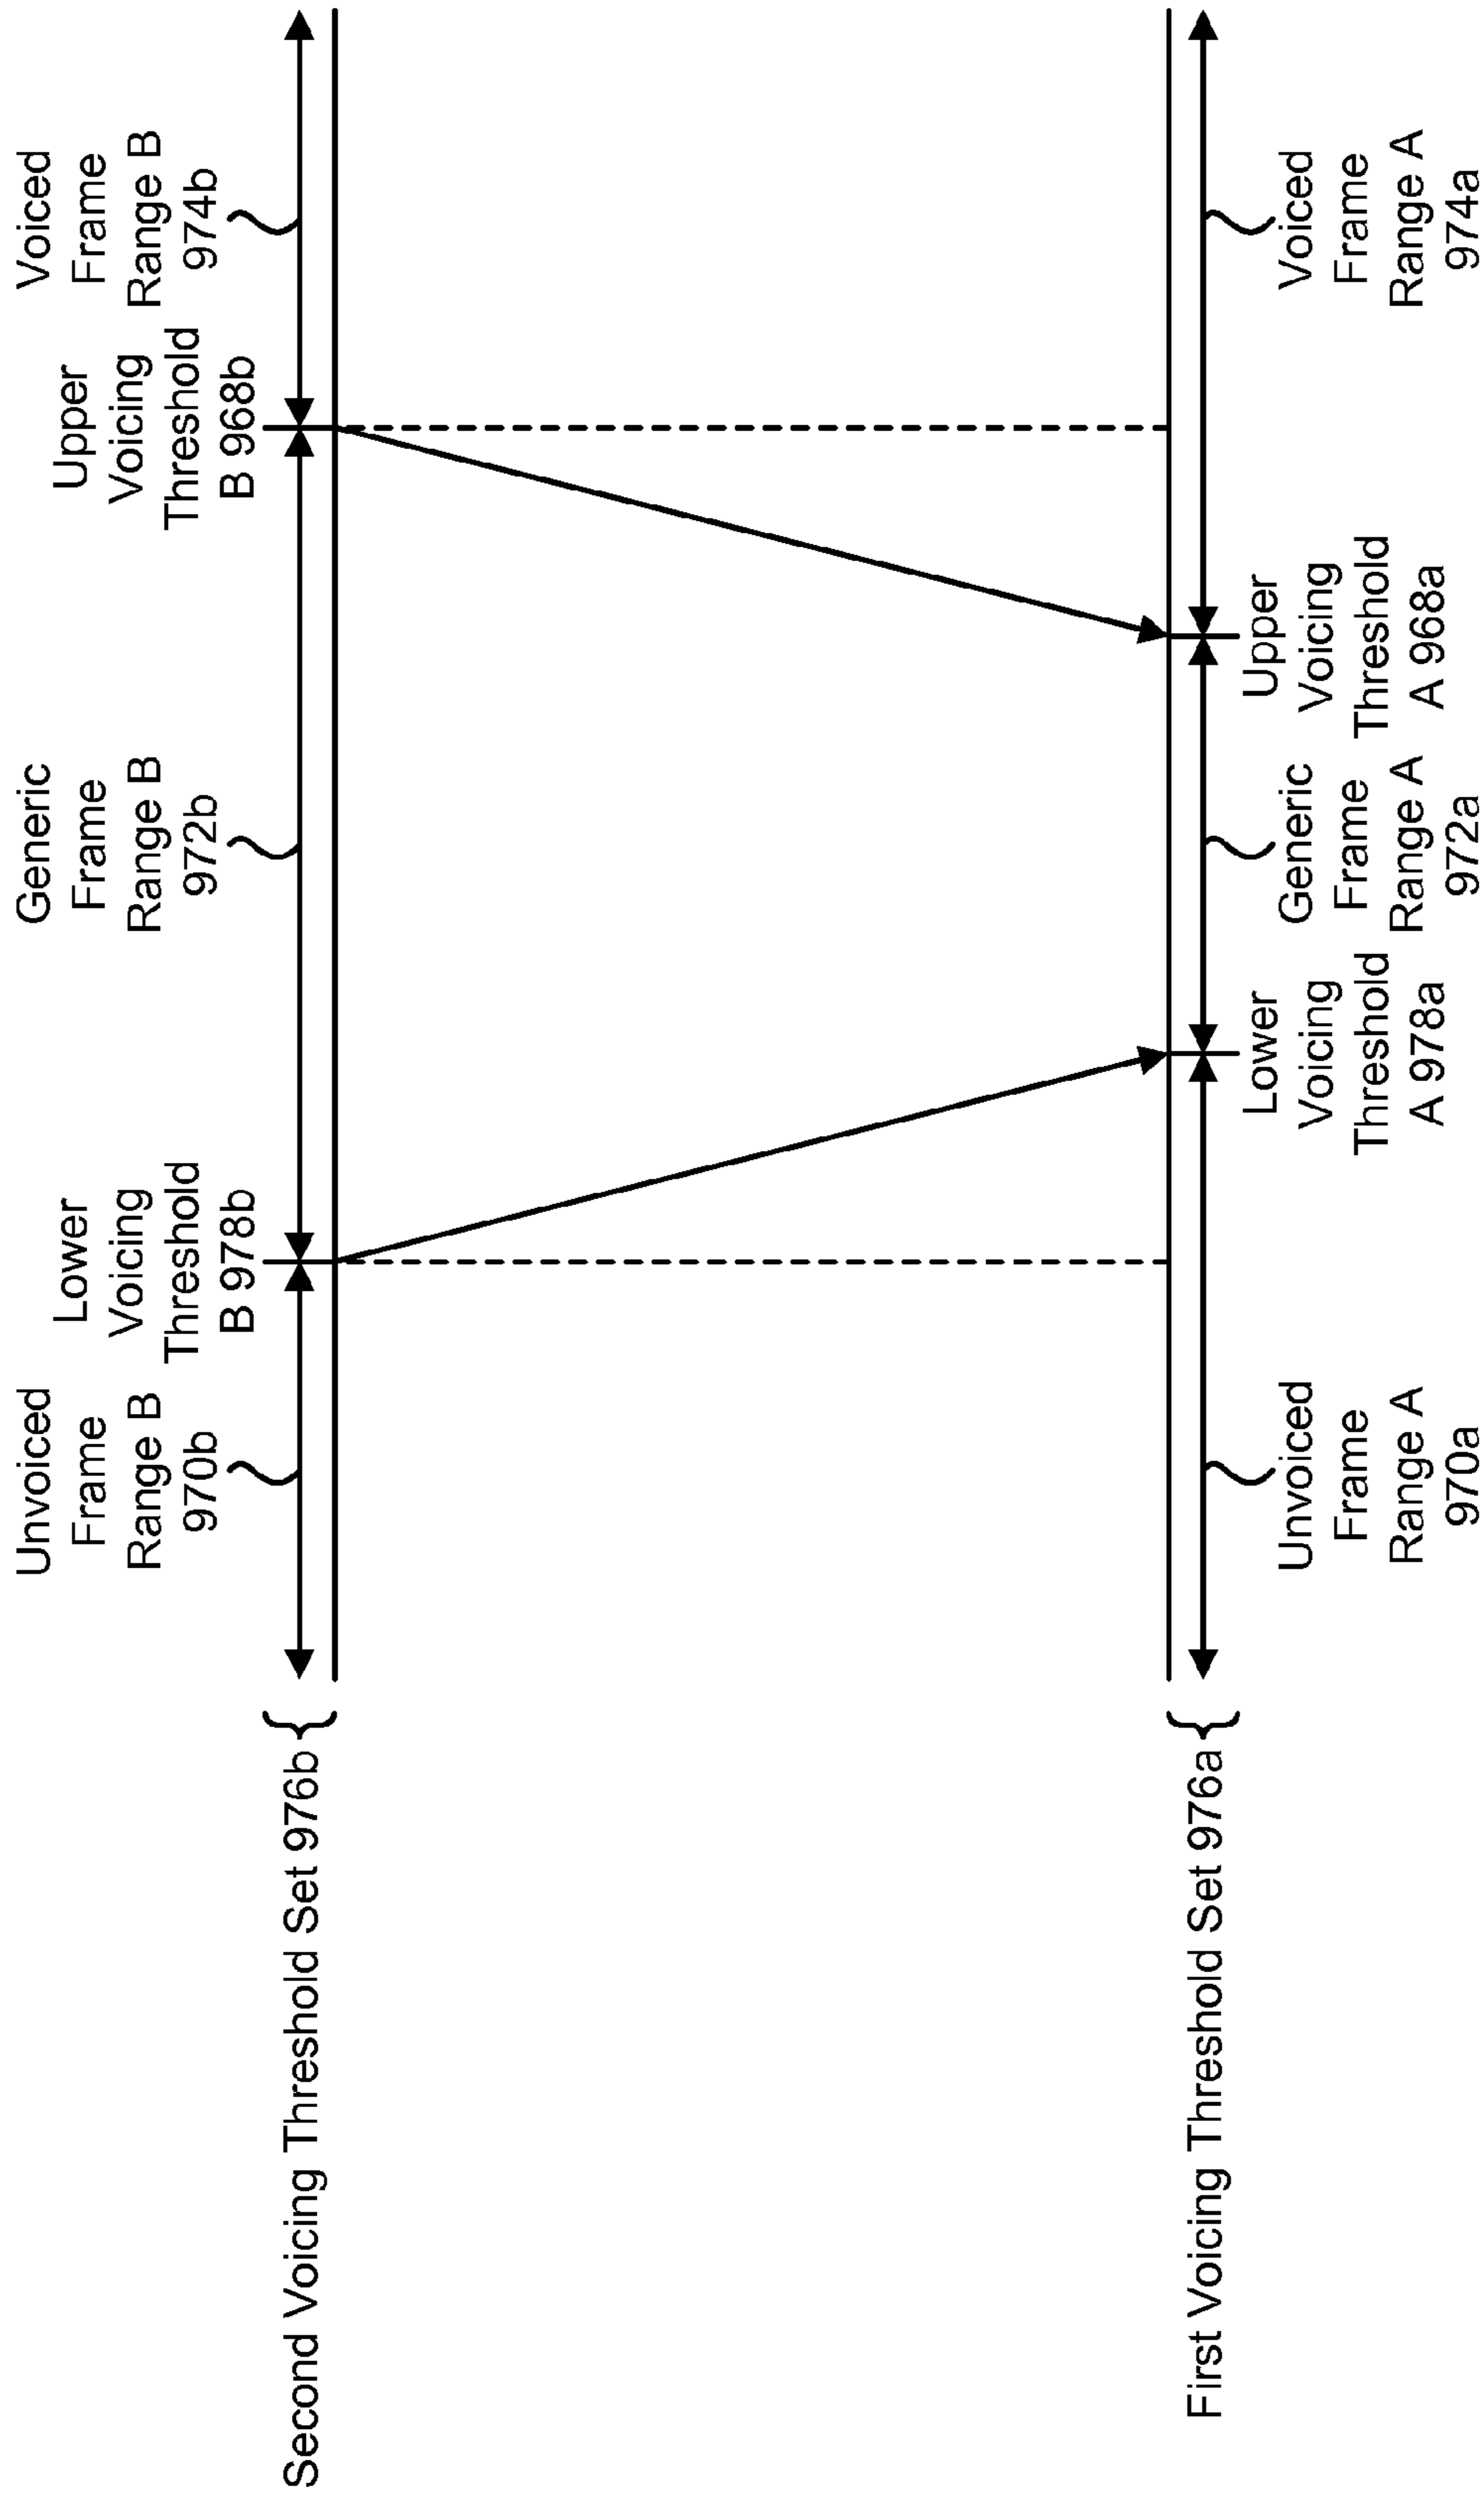 Unvoiced
Frame
Range B
970b
Lower
Voicing
Threshold
B 978b
Generic
Frame
Range B
972b
Upper
Voicing
Threshold
B 968b
Voiced
Frame
Range B
974b
Second Voicing Threshold Set 976b
First Voicing Threshold Set 976a
Unvoiced
Frame
Range A
970a
Lower
Voicing
Threshold
A 978a
Generic
Frame
Range A
972a
Upper
Voicing
Threshold
A 968a
Voiced
Frame
Range A
974a